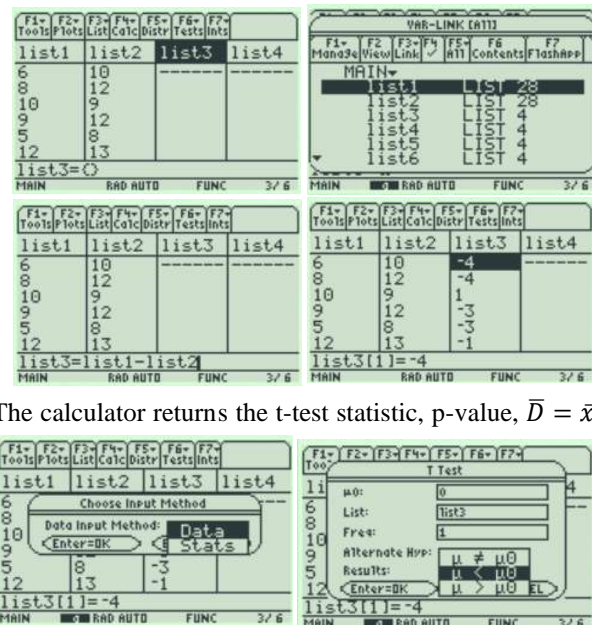 F1▾ F2▾ F3▾ F4▾ F5▾ F6▾ F7▾
Tools Plots List Calc Distr Tests Ints
list1 list2 list3 list4
6 10 ------ ------
8 12
10 9
9 12
5 8
12 13
list3={}
MAIN RAD AUTO FUNC 3/6
VAR-LINK [All]
F1▾ F2 F3▾ F4 F5▾ F6 F7
Manage View Link ✓ All Contents FlashApp
MAIN▾
list1 LIST 28
list2 LIST 28
list3 LIST 4
list4 LIST 4
list5 LIST 4
list6 LIST 4
MAIN RAD AUTO FUNC 3/6
F1▾ F2▾ F3▾ F4▾ F5▾ F6▾ F7▾
Tools Plots List Calc Distr Tests Ints
list1 list2 list3 list4
6 10 ------ ------
8 12
10 9
9 12
5 8
12 13
list3=list1-list2
MAIN RAD AUTO FUNC 3/6
F1▾ F2▾ F3▾ F4▾ F5▾ F6▾ F7▾
Tools Plots List Calc Distr Tests Ints
list1 list2 list3 list4
6 10 -4 ------
8 12 -4
10 9 1
9 12 -3
5 8 -3
12 13 -1
list3[1]=-4
MAIN RAD AUTO FUNC 3/6
The calculator returns the t-test statistic, p-value, D̄ = x̄
F1▾ F2▾ F3▾ F4▾ F5▾ F6▾ F7▾
Tools Plots List Calc Distr Tests Ints
list1 list2 list3 list4
6
8 Choose Input Method
10 Data Input Method: Data
9 Enter=OK Stats
5 8 -3
12 13 -1
list3[1]=-4
MAIN RAD AUTO FUNC 3/6
F1▾ F2▾ F3▾ F4▾ F5▾ F6▾ F7▾
T Test
μ0: 0
List: list3
Freq: 1
Alternate Hyp: μ ≠ μ0
Results: μ < μ0
Enter=OK μ > μ0
list3[1]=-4
MAIN RAD AUTO FUNC 3/6